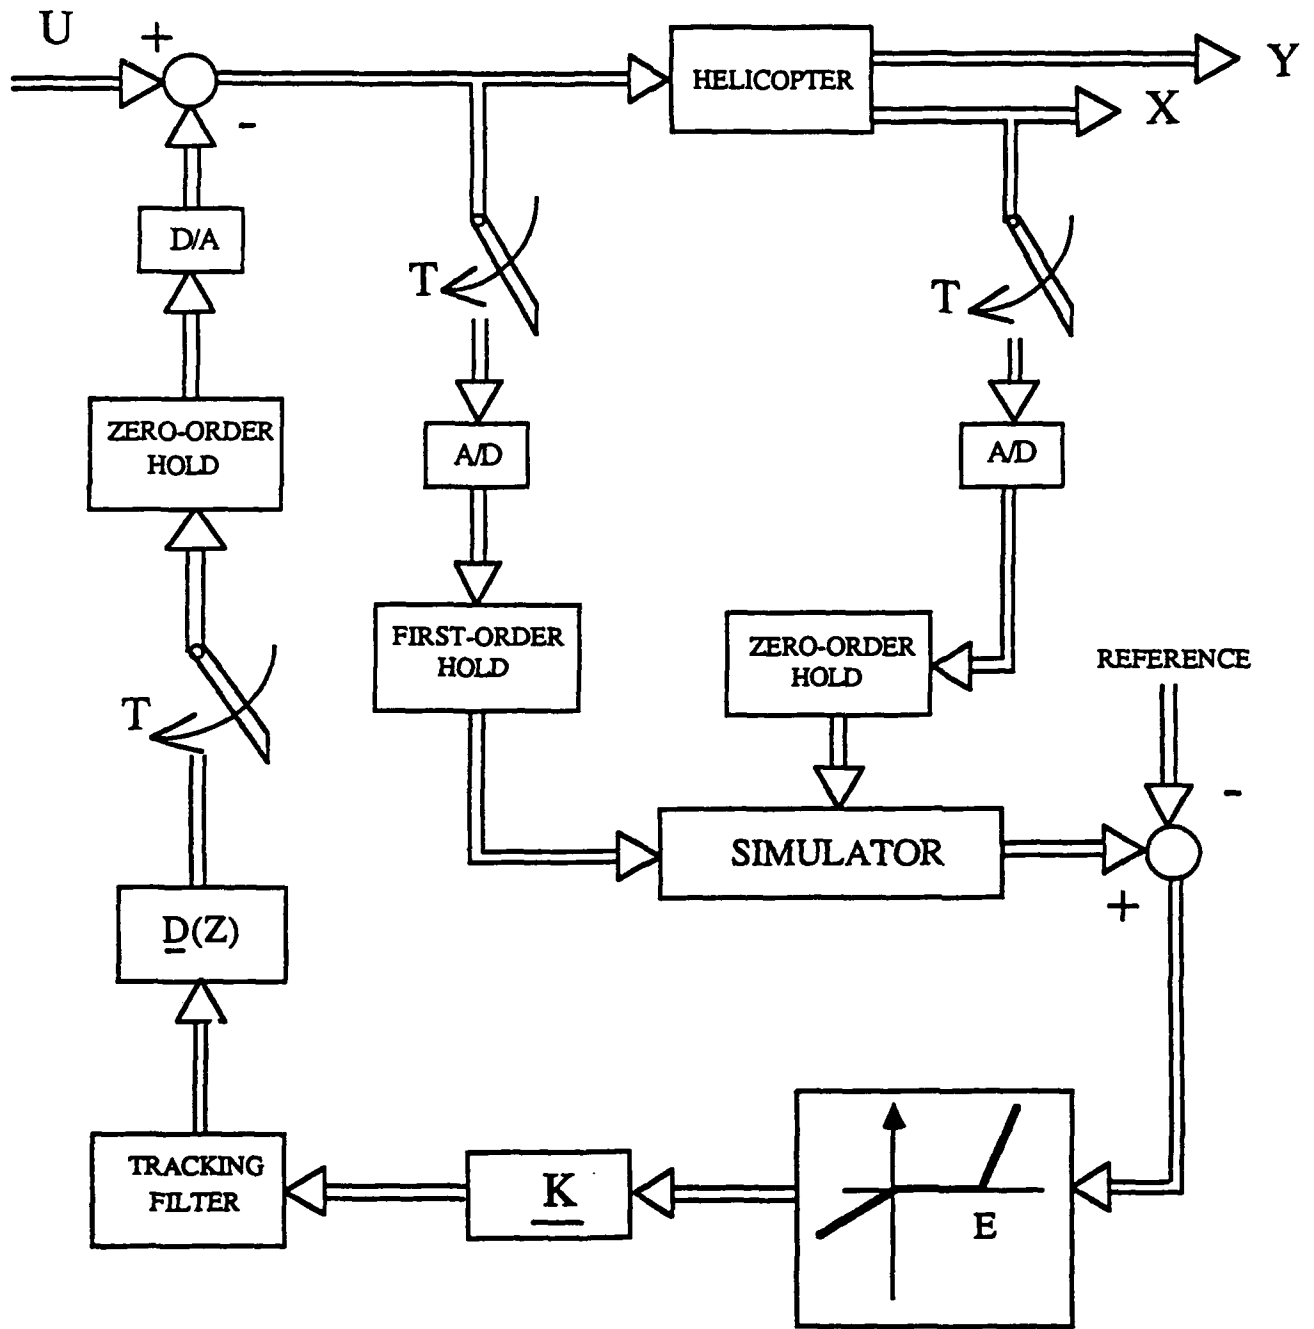 U
+
-
HELICOPTER
Y
X
D/A
T
T
ZERO-ORDER
HOLD
A/D
A/D
FIRST-ORDER
HOLD
ZERO-ORDER
HOLD
REFERENCE
T
-
SIMULATOR
+
D(Z)
TRACKING
FILTER
K
E